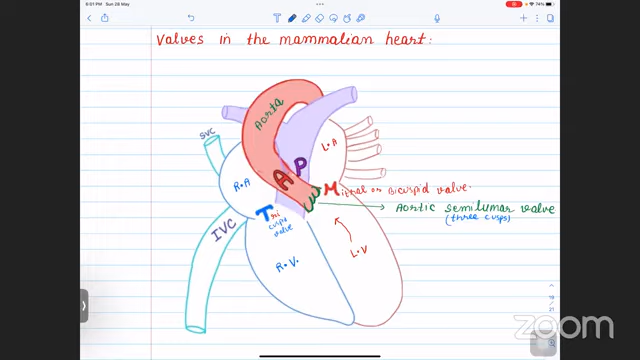 6:51 PM Sun 28 May
74%
Valves in the mammalian heart:
Aorta
SVC
L.A
P
R.A
A
Mitral or Bicuspid valve.
Tricuspid valve
Aortic semilunar valve
(three cusps)
IVC
R.V.
L.V
zoom